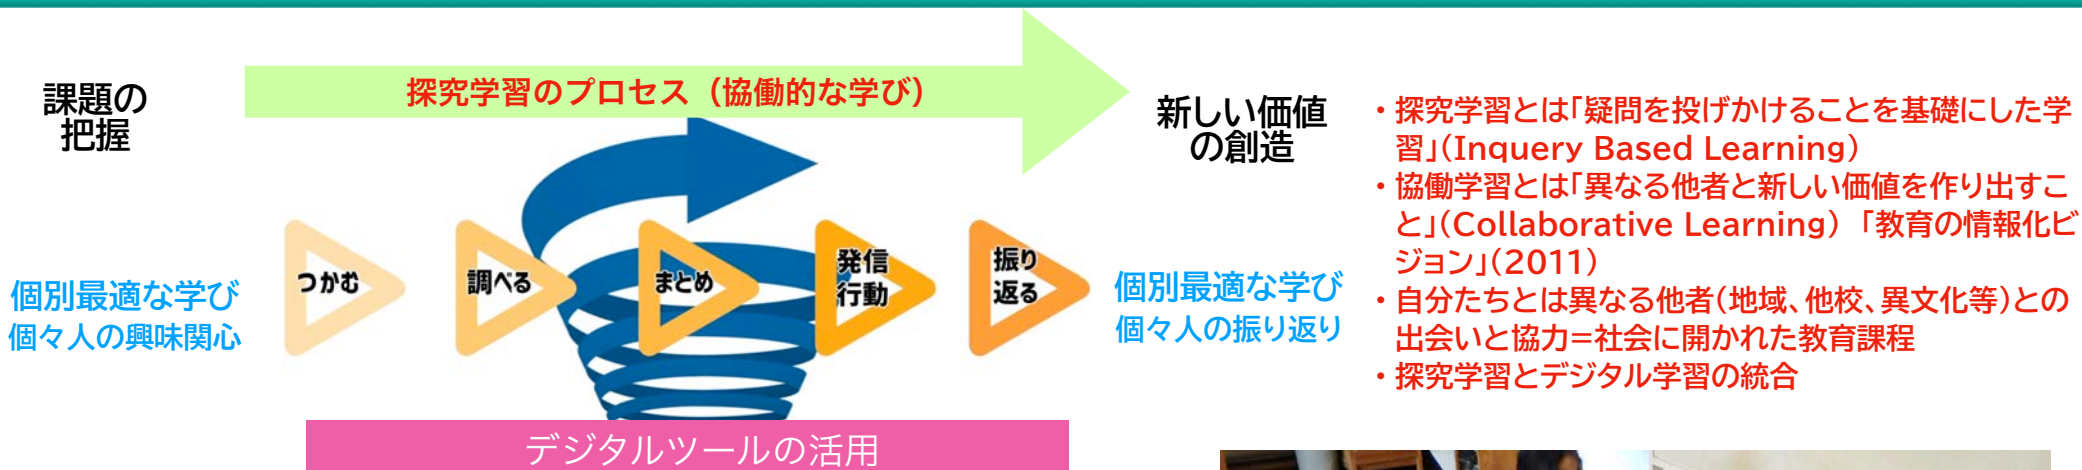 課題の
把握
探究学習のプロセス（協働的な学び）
新しい価値
の創造
個別最適な学び
個々人の興味関心
つかむ
調べる
まとめ
発信
行動
振り
返る
個別最適な学び
個々人の振り返り
デジタルツールの活用
・探究学習とは「疑問を投げかけることを基礎にした学
習」（Inquery Based Learning）
・協働学習とは「異なる他者と新しい価値を作り出すこ
と」（Collaborative Learning）「教育の情報化ビ
ジョン」（2011）
・自分たちとは異なる他者（地域、他校、異文化等）との
出会いと協力＝社会に開かれた教育課程
・探究学習とデジタル学習の統合